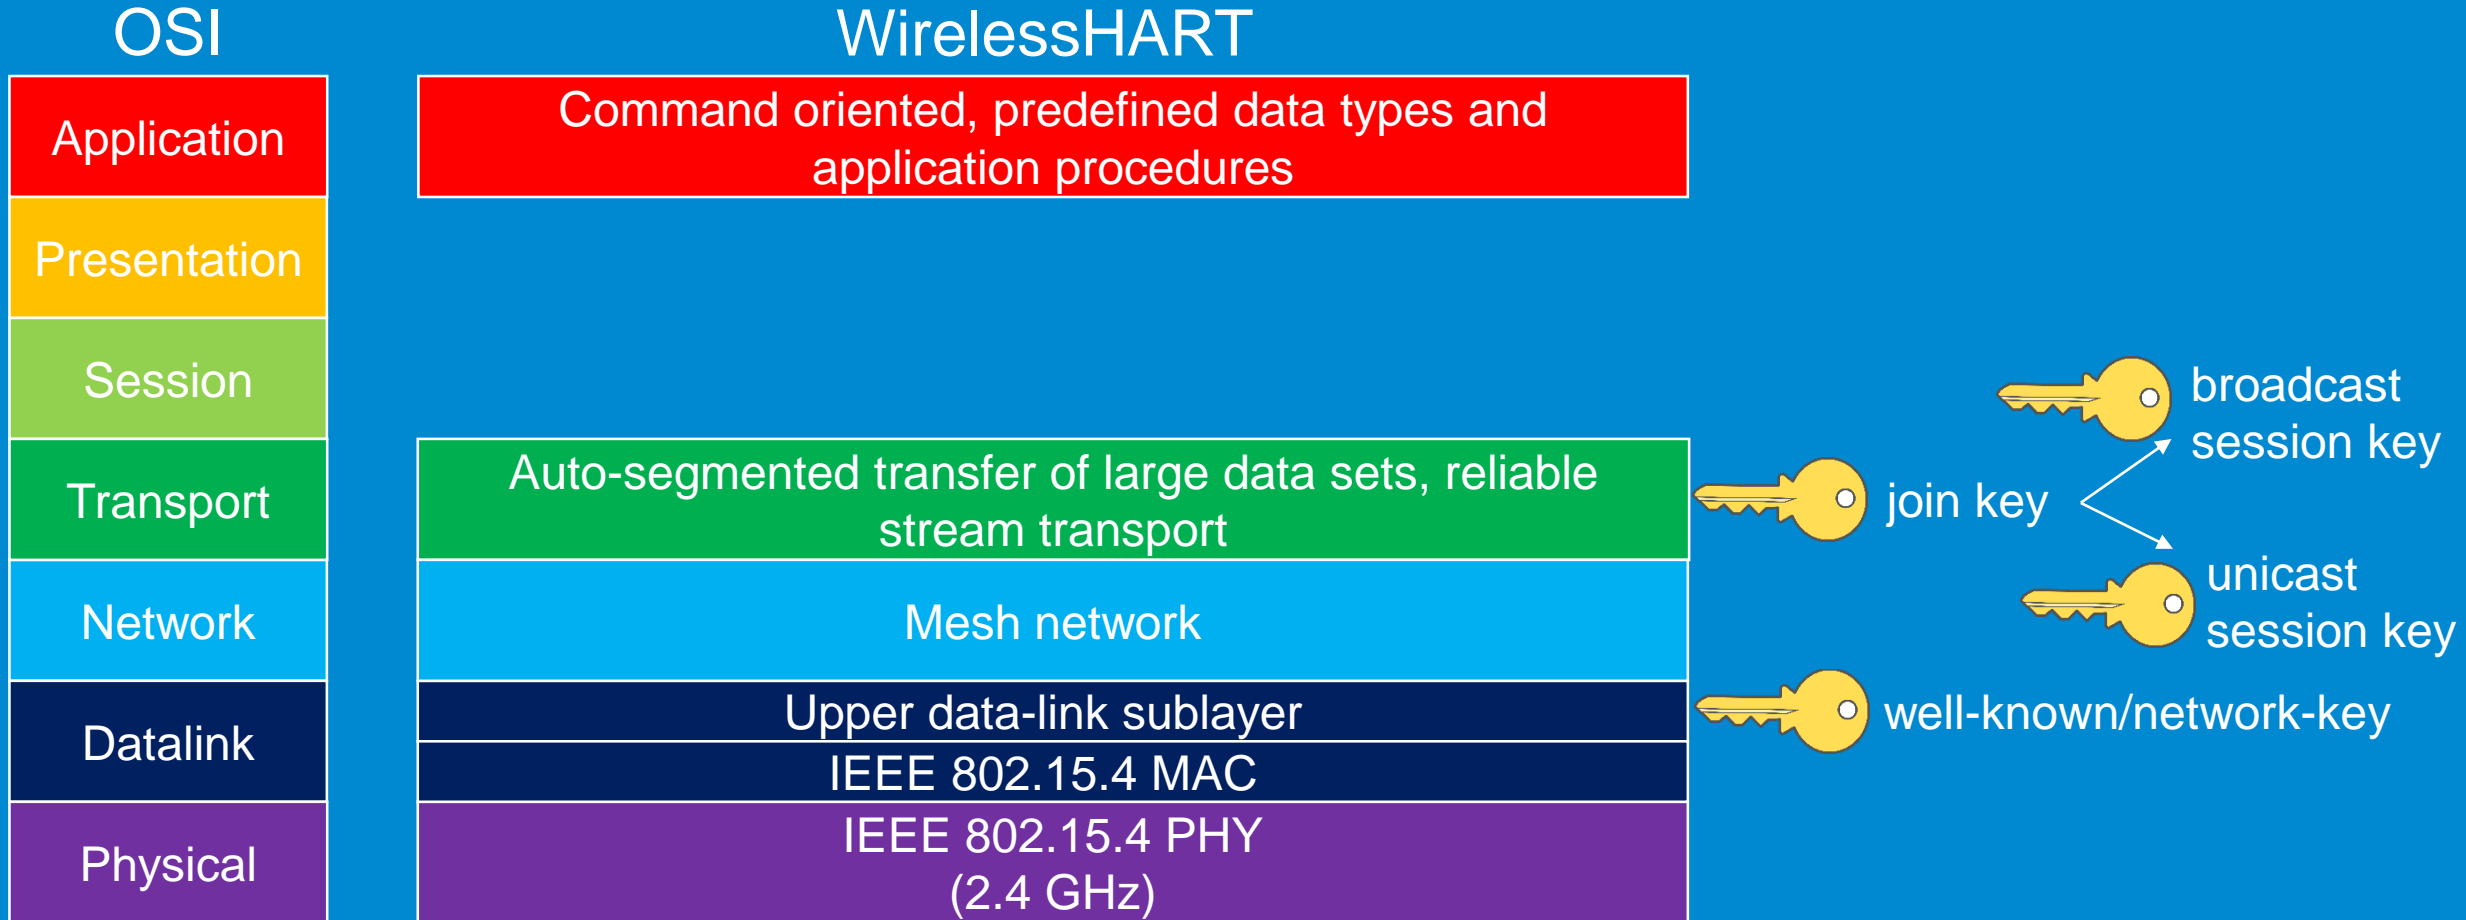 OSI
WirelessHART
Application
Command oriented, predefined data types and
application procedures
Presentation
Session
broadcast
session key
Transport
Auto-segmented transfer of large data sets, reliable
stream transport
join key
unicast
session key
Network
Mesh network
Datalink
Upper data-link sublayer
well-known/network-key
IEEE 802.15.4 MAC
Physical
IEEE 802.15.4 PHY
(2.4 GHz)